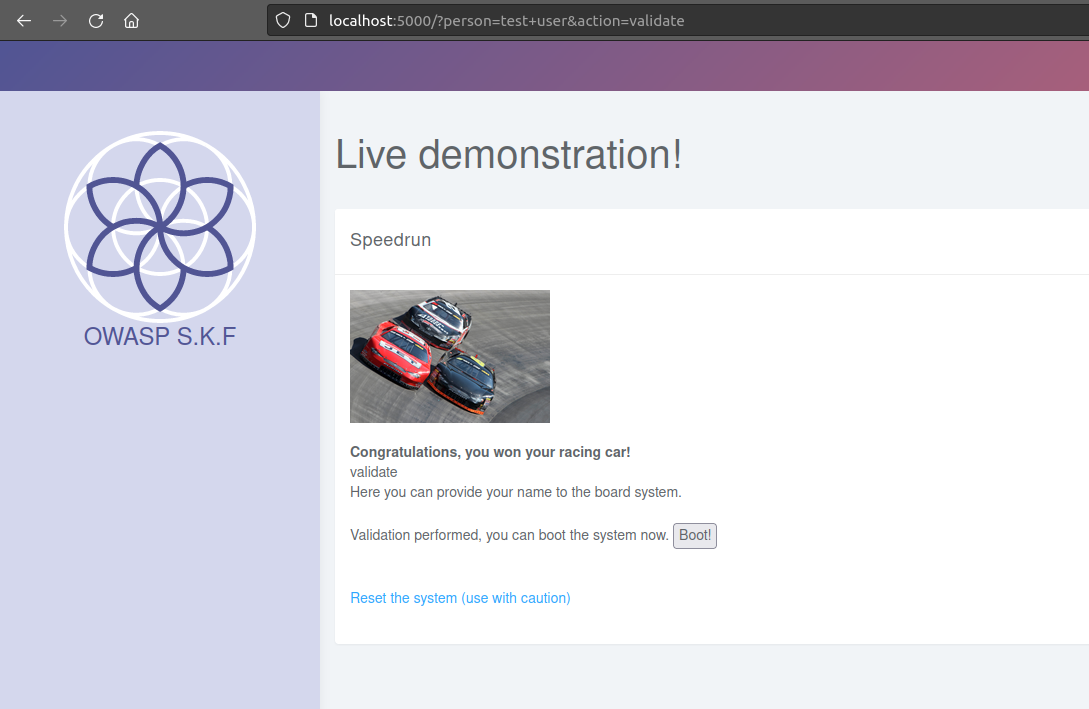 localhost:5000/?person=test+user&action=validate
OWASP S.K.F
Live demonstration!
Speedrun
Congratulations, you won your racing car!
validate
Here you can provide your name to the board system.
Validation performed, you can boot the system now. Boot!
Reset the system (use with caution)